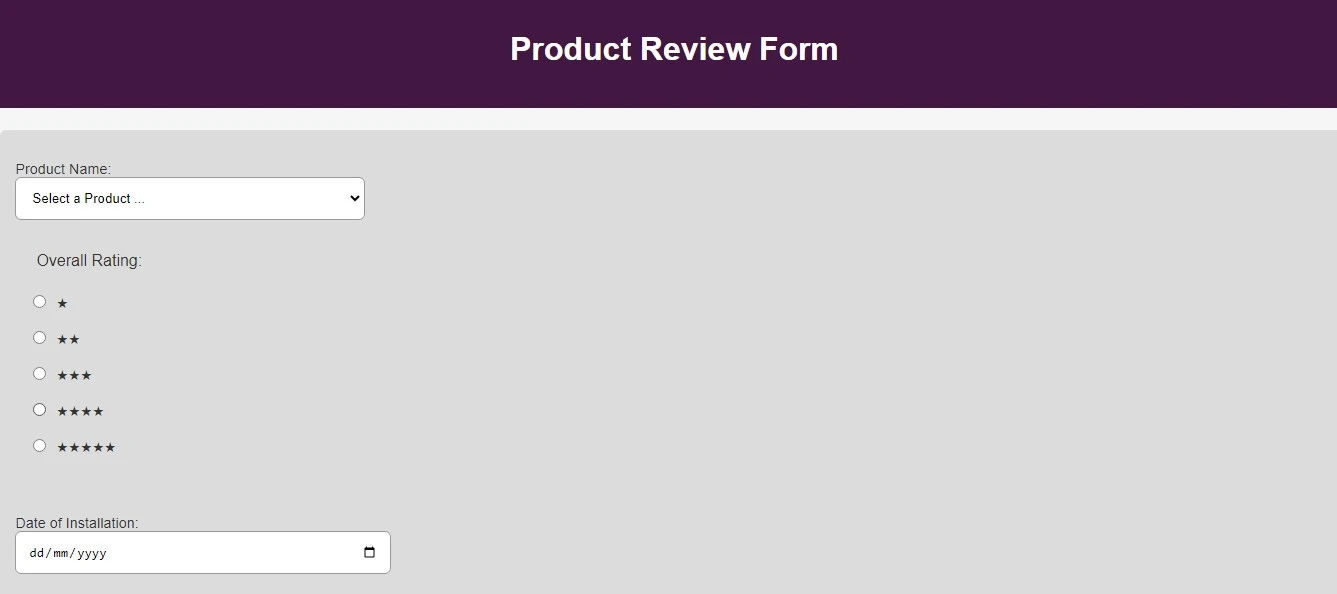 Product Review Form
Product Name:
Select a Product ...
Overall Rating:
★
★★
★★★
★★★★
★★★★★
Date of Installation:
dd/mm/yyyy